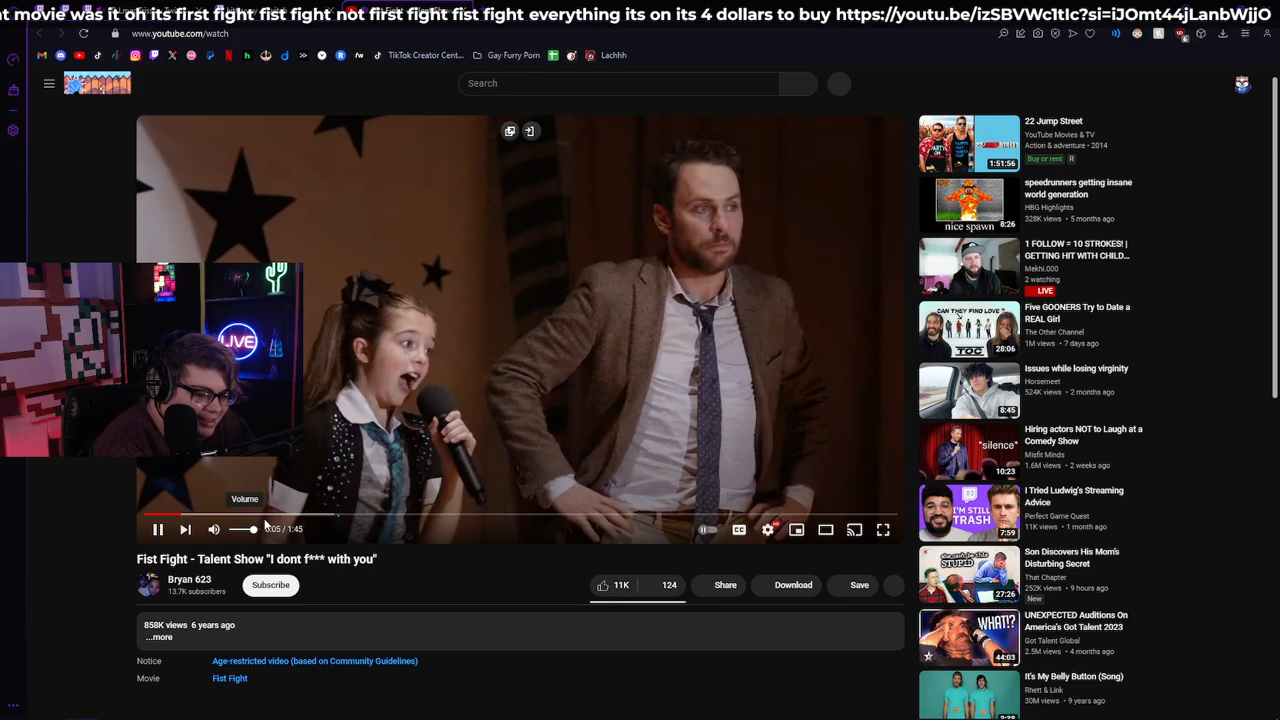 at movie was it oh its first fight fist fight not first fight fist fight everything its on its 4 dollars to buy https://youtu.be/izSBVWc1tIc?si=iJOmt44jLanbWjjO
www.youtube.com/watch
TikTok Creator Cent...
Gay Furry Porn
Lachhh
Search
22 Jump Street
YouTube Movies & TV
Action & adventure • 2014
Buy or rent R
1:51:56
speedrunners getting insane
world generation
HBG Highlights
328K views • 5 months ago
nice spawn
8:26
1 FOLLOW = 10 STROKES! |
GETTING HIT WITH CHILD...
Mekhi.000
2 watching
LIVE
Five GOONERS Try to Date a
REAL Girl
The Other Channel
1M views • 7 days ago
CAN THEY FIND LOVE?
28:06
Issues while losing virginity
Horsemeet
524K views • 2 months ago
8:45
Hiring actors NOT to Laugh at a
Comedy Show
Misfit Minds
1.6M views • 2 weeks ago
*silence*
10:23
I Tried Ludwig's Streaming
Advice
Perfect Game Quest
11K views • 1 month ago
I'M STILL
TRASH
7:59
Son Discovers His Mom's
Disturbing Secret
That Chapter
252K views • 9 hours ago
New
STUPID
27:26
UNEXPECTED Auditions On
America's Got Talent 2023
Got Talent Global
2.5M views • 4 months ago
WHAT!?
44:03
It's My Belly Button (Song)
Rhett & Link
30M views • 9 years ago
LIVE
Volume
0:05 / 1:45
CC
Fist Fight - Talent Show "I dont f*** with you"
Bryan 623
13.7K subscribers
Subscribe
11K
124
Share
Download
Save
858K views 6 years ago
...more
Notice
Age-restricted video (based on Community Guidelines)
Movie
Fist Fight